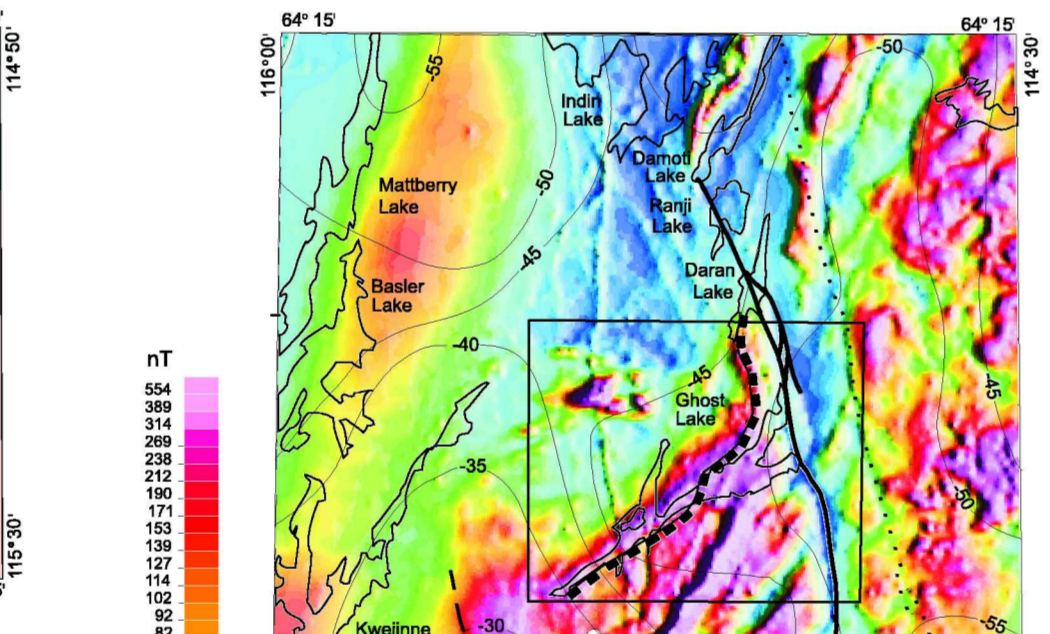 64° 15'
64° 15'
114°50'
116°00'
114°30'
-50
-55
Indin
Lake
Damoti
Lake
Mattberry
Lake
-50
Ranji
Lake
-45
Daran
Lake
Basler
Lake
-40
nT
-45
-45
Ghost
Lake
554
389
314
269
238
212
190
171
153
139
127
114
102
92
82
-35
-50
115°30'
Kwejinne
-30
-55